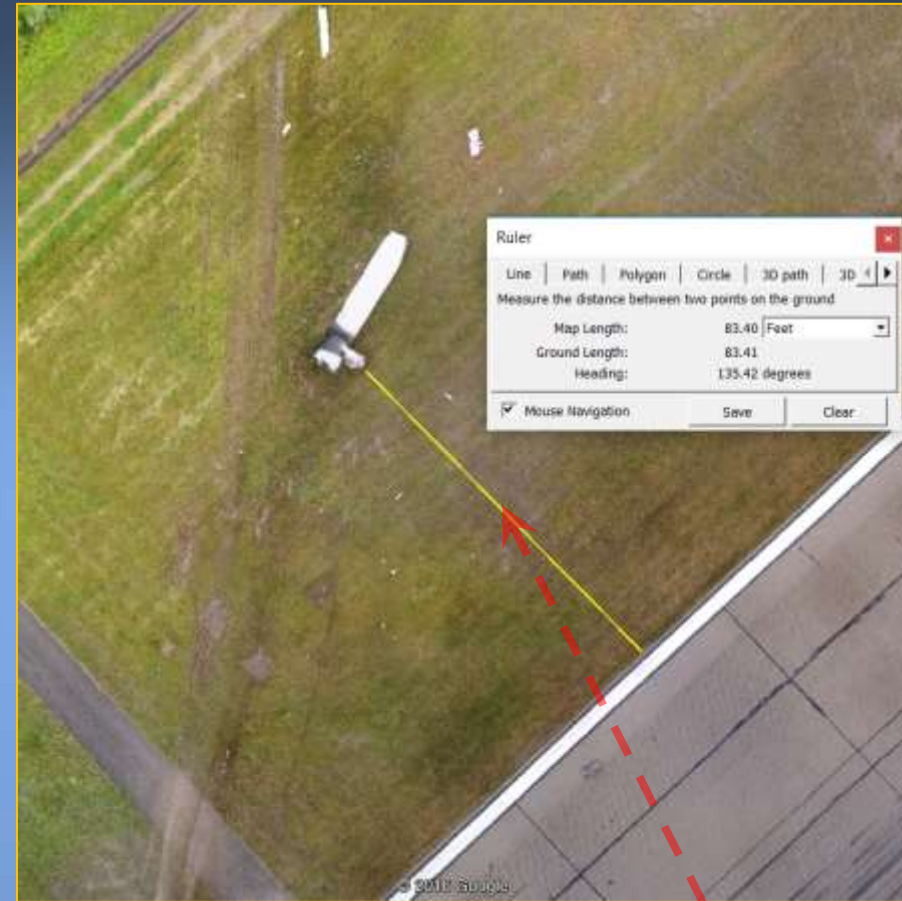 Ruler
Line Path Polygon Circle 3D path 3D
Measure the distance between two points on the ground
Map Length: 83.40 Feet
Ground Length: 83.41
Heading: 135.42 degrees
Mouse Navigation Save Clear
© 2016 Google